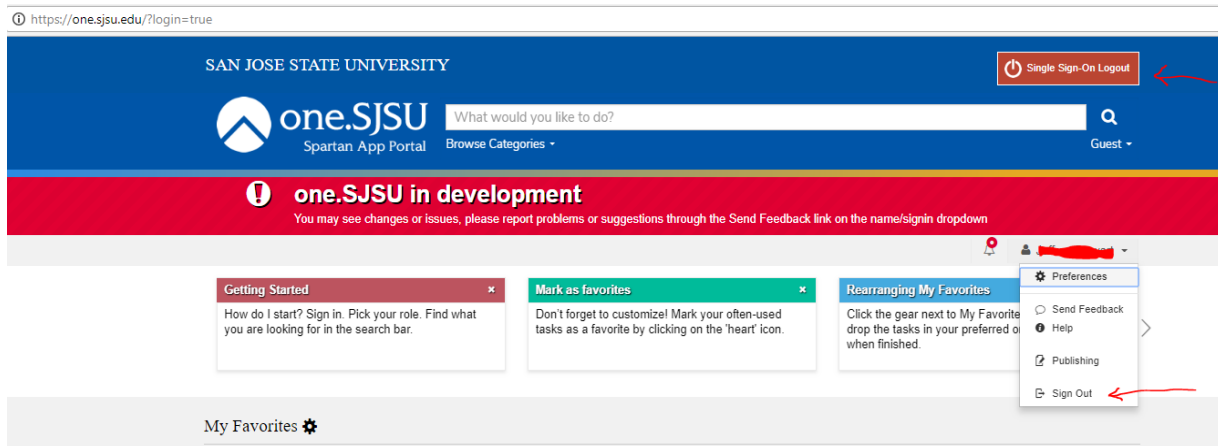 https://one.sjsu.edu/?login=true
SAN JOSE STATE UNIVERSITY
Single Sign-On Logout
one.SJSU
Spartan App Portal
What would you like to do?
Browse Categories
Guest
one.SJSU in development
You may see changes or issues, please report problems or suggestions through the Send Feedback link on the name/signin dropdown
Preferences
Send Feedback
Help
Publishing
Sign Out
Getting Started
How do I start? Sign in. Pick your role. Find what
you are looking for in the search bar.
Mark as favorites
Don't forget to customize! Mark your often-used
tasks as a favorite by clicking on the 'heart' icon.
Rearranging My Favorites
Click the gear next to My Favorite
drop the tasks in your preferred
when finished.
My Favorites